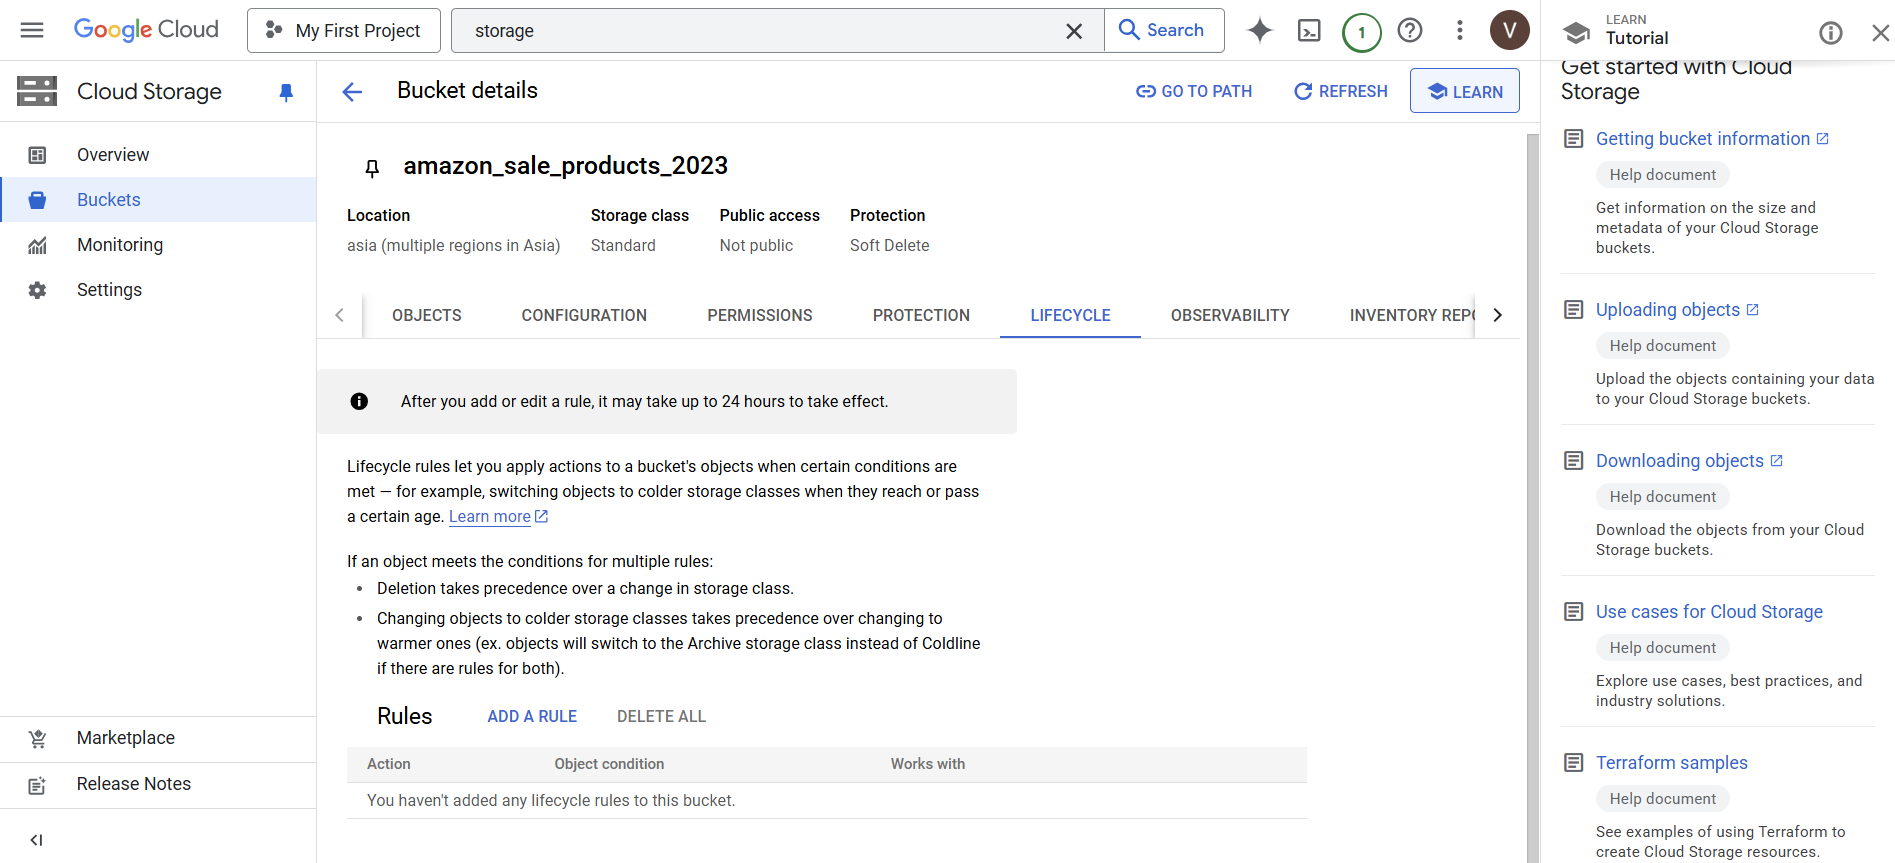 Google Cloud
My First Project
storage
Search
1
V
LEARN
Tutorial
Cloud Storage
Bucket details
GO TO PATH
REFRESH
LEARN
Overview
Buckets
Monitoring
Settings
Marketplace
Release Notes
amazon_sale_products_2023
Location Storage class Public access Protection
asia (multiple regions in Asia) Standard Not public Soft Delete
OBJECTS CONFIGURATION PERMISSIONS PROTECTION LIFECYCLE OBSERVABILITY INVENTORY REPO
After you add or edit a rule, it may take up to 24 hours to take effect.
Lifecycle rules let you apply actions to a bucket's objects when certain conditions are
met — for example, switching objects to colder storage classes when they reach or pass
a certain age. Learn more
If an object meets the conditions for multiple rules:
• Deletion takes precedence over a change in storage class.
• Changing objects to colder storage classes takes precedence over changing to
warmer ones (ex. objects will switch to the Archive storage class instead of Coldline
if there are rules for both).
Rules ADD A RULE DELETE ALL
Action Object condition Works with
You haven't added any lifecycle rules to this bucket.
Get started with Cloud
Storage
Getting bucket information
Help document
Get information on the size and
metadata of your Cloud Storage
buckets.
Uploading objects
Help document
Upload the objects containing your data
to your Cloud Storage buckets.
Downloading objects
Help document
Download the objects from your Cloud
Storage buckets.
Use cases for Cloud Storage
Help document
Explore use cases, best practices, and
industry solutions.
Terraform samples
Help document
See examples of using Terraform to
create Cloud Storage resources.